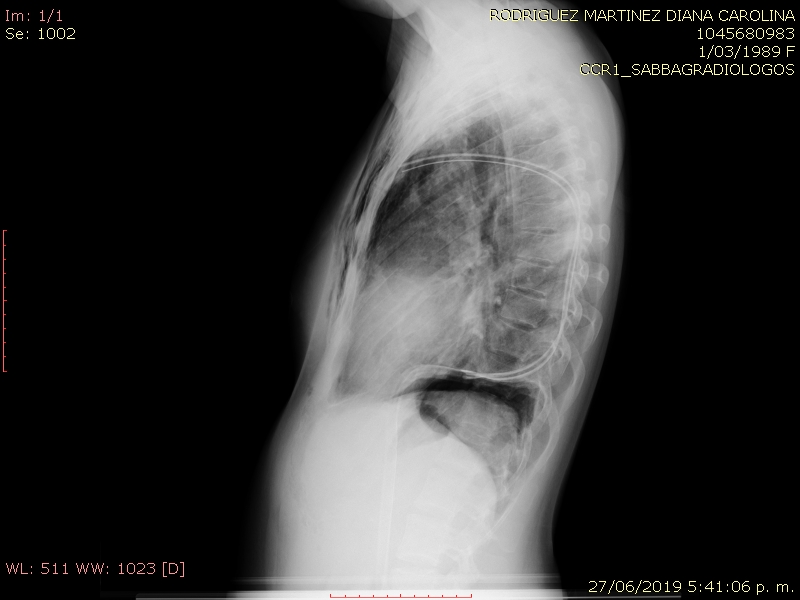 Im: 1/1
Se: 1002
RODRIGUEZ MARTINEZ DIANA CAROLINA
1045680983
1/03/1989 F
CCR1_SABBAGRADIOLOGOS
WL: 511 WW: 1023 [D]
27/06/2019 5:41:06 p. m.